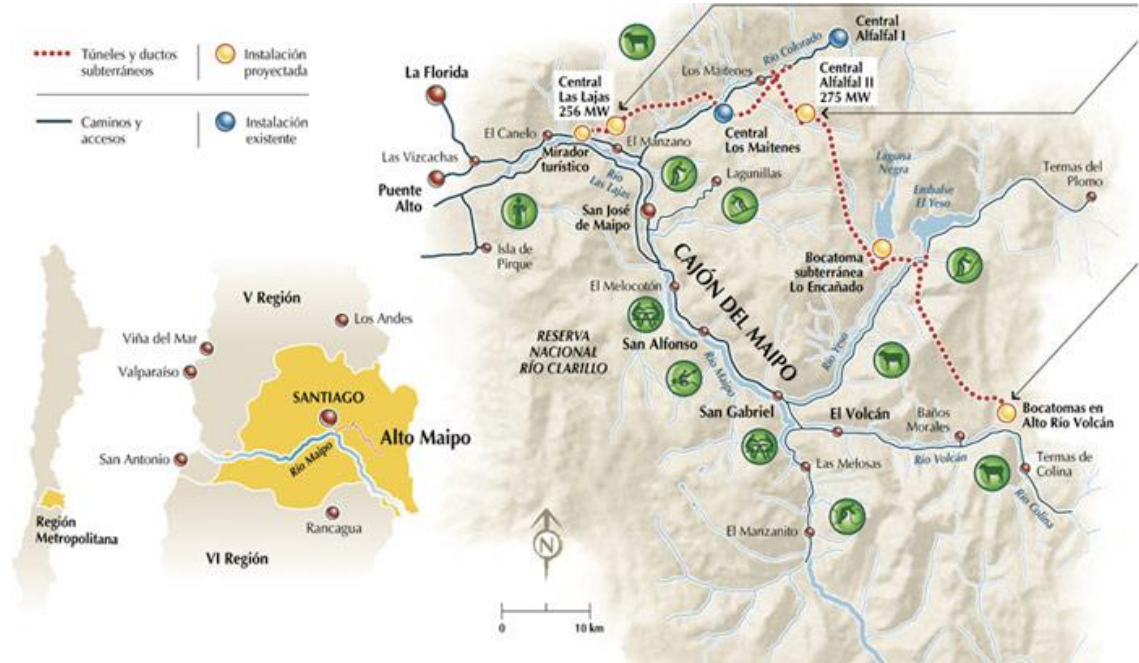 Túneles y ductos
subterráneos
Instalación
proyectada
Caminos y
accesos
Instalación
existente
La Florida
Central
Las Lajas
256 MW
Los Maitenes
Río Colorado
Central
Alfalfal I
Central
Alfalfal II
275 MW
El Canelo
El Manzano
Central
Los Maitenes
Las Vizcachas
Mirador
turístico
Río
Las Lajas
Lagunillas
Laguna
Negra
Embalve
El Yeso
Termas del
Plomo
Puente
Alto
San José
de Maipo
Isla de
Pirque
Bocatoma
subterránea
Lo Encañado
CAJÓN DEL MAIPO
El Melocotón
V Región
Los Andes
Viña del Mar
Valparaíso
RESERVA
NACIONAL
RÍO CLARILLO
San Alfonso
Río Maipo
Río Yeso
SANTIAGO
Alto Maipo
San Gabriel
El Volcán
Baños
Morales
Bocatomas en
Alto Río Volcán
San Antonio
Río Maipo
Las Melosas
Río Volcán
Termas de
Colina
Río Colina
Región
Metropolitana
Rancagua
VI Región
El Manzanito
N
0
10 km